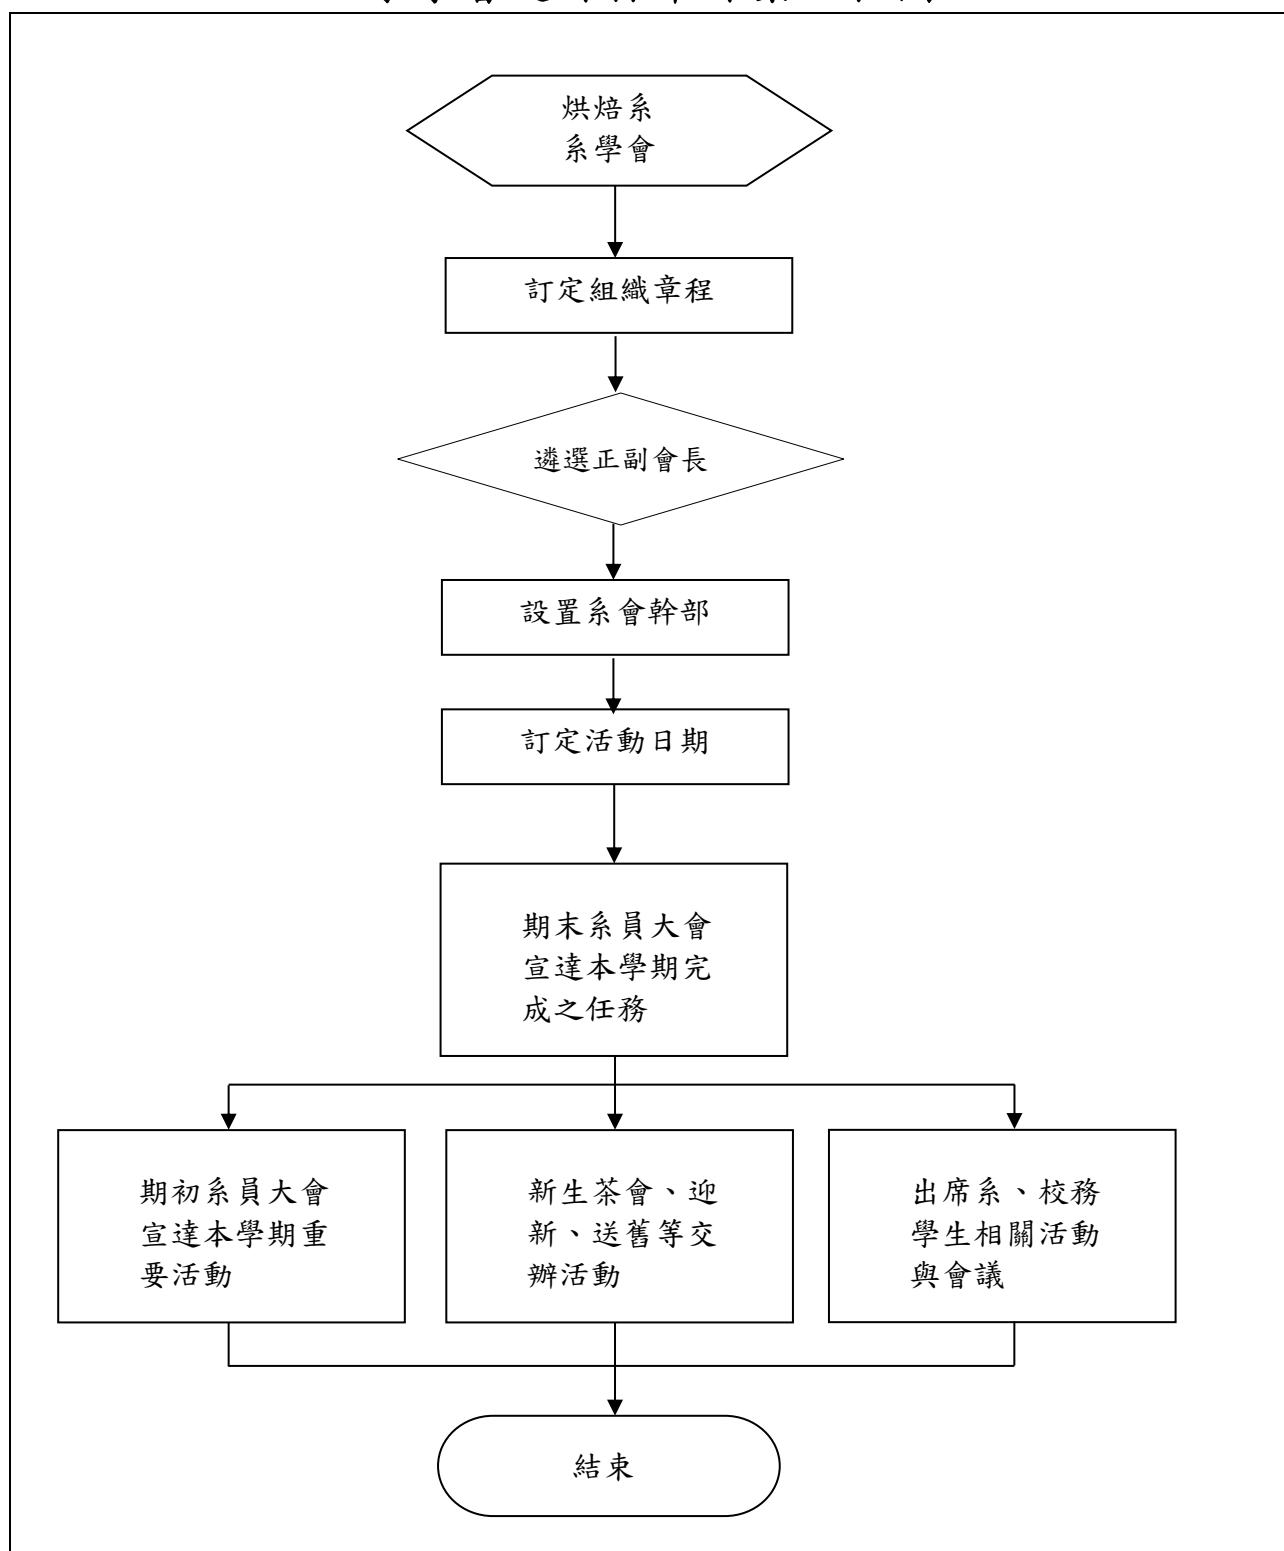 烘焙系
系學會
訂定組織章程
遴選正副會長
設置系會幹部
訂定活動日期
期末系員大會
宣達本學期完
成之任務
期初系員大會
宣達本學期重
要活動
新生茶會、迎
新、送舊等交
辦活動
出席系、校務
學生相關活動
與會議
結束